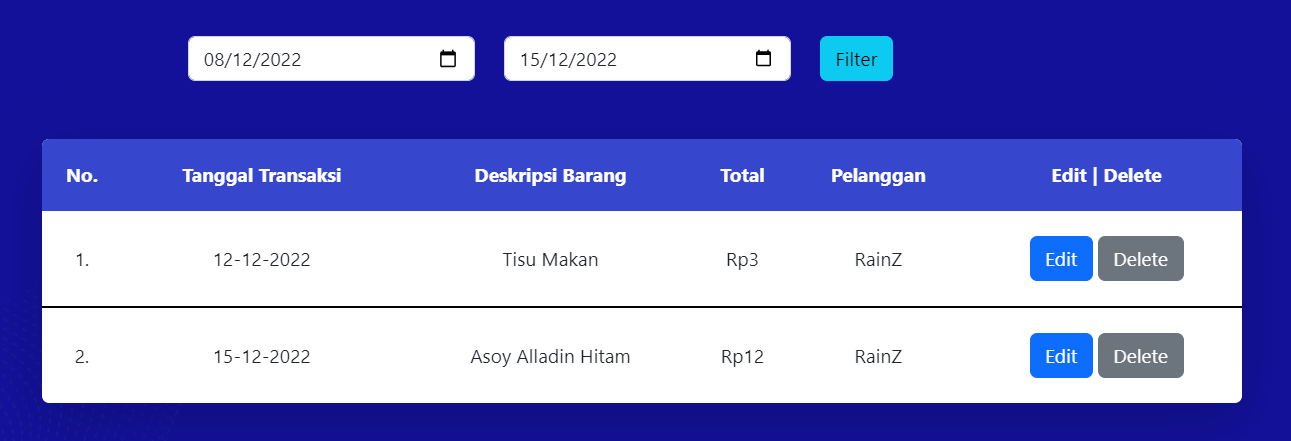 08/12/2022 15/12/2022 Filter
No. Tanggal Transaksi Deskripsi Barang Total Pelanggan Edit | Delete
1. 12-12-2022 Tisu Makan Rp3 RainZ Edit Delete
2. 15-12-2022 Asoy Alladin Hitam Rp12 RainZ Edit Delete